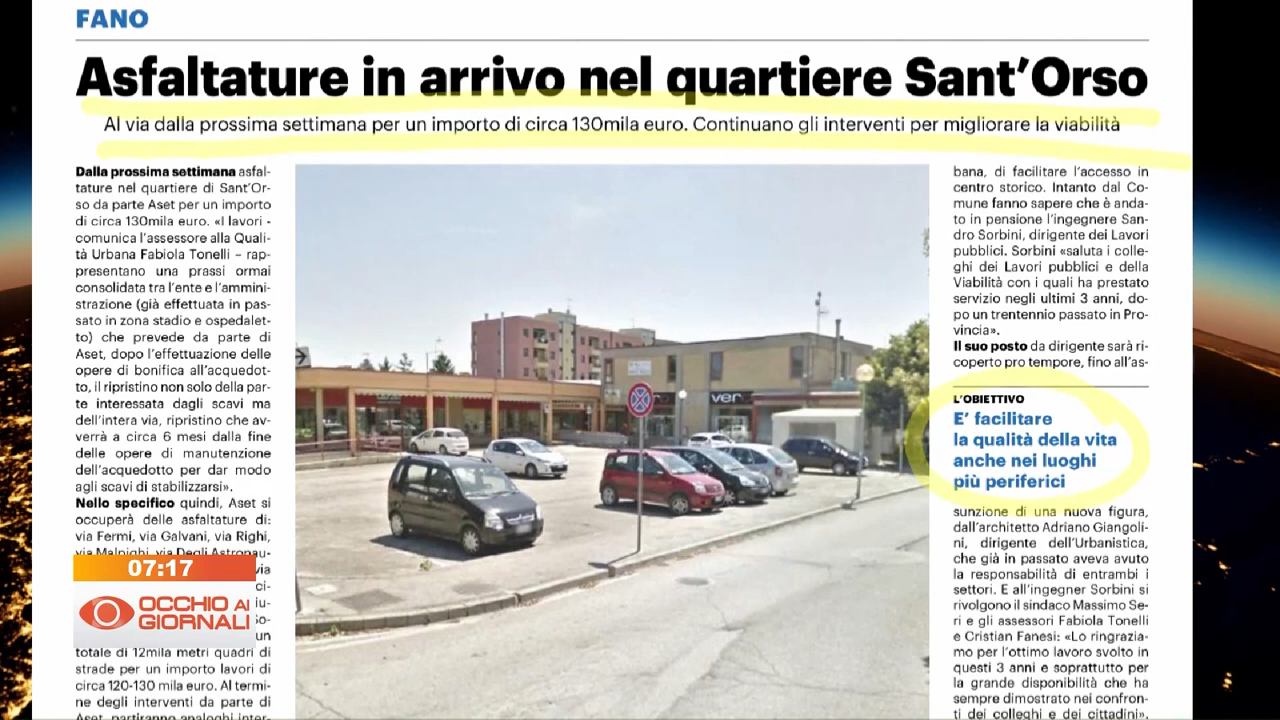 FANO
Asfaltature in arrivo nel quartiere Sant'Orso
Al via dalla prossima settimana per un importo di circa 130mila euro. Continuano gli interventi per migliorare la viabilità
Dalla prossima settimana asfal-
tature nel quartiere di Sant'Or-
so da parte Aset per un importo
di circa 130mila euro. «I lavori -
comunica l'assessore alla Quali-
tà Urbana Fabiola Tonelli – rap-
presentano una prassi ormai
consolidata tra l'ente e l'ammini-
strazione (già effettuata in pas-
sato in zona stadio e ospedalet-
to) che prevede da parte di
Aset, dopo l'effettuazione delle
opere di bonifica all'acquedot-
to, il ripristino non solo della par-
te interessata dagli scavi ma
dell'intera via, ripristino che av-
verrà a circa 6 mesi dalla fine
delle opere di manutenzione
dell'acquedotto per dar modo
agli scavi di stabilizzarsi».
Nello specifico quindi, Aset si
occuperà delle asfaltature di:
via Fermi, via Galvani, via Righi,
via Malpighi, via Degli Astronau-
via
ci-
iu-
So-
un
07:17
OCCHIO AI
GIORNALI
totale di 12mila metri quadri di
strade per un importo lavori di
circa 120-130 mila euro. Al termi-
ne degli interventi da parte di
Aset, partiranno analoghi inter-
ver
bana, di facilitare l'accesso in
centro storico. Intanto dal Co-
mune fanno sapere che è anda-
to in pensione l'ingegnere San-
dro Sorbini, dirigente dei Lavori
pubblici. Sorbini «saluta i colle-
ghi dei Lavori pubblici e della
Viabilità con i quali ha prestato
servizio negli ultimi 3 anni, do-
po un trentennio passato in Pro-
vincia».
Il suo posto da dirigente sarà ri-
coperto pro tempore, fino all'as-
L'OBIETTIVO
E' facilitare
la qualità della vita
anche nei luoghi
più periferici
sunzione di una nuova figura,
dall'architetto Adriano Giangoli-
ni, dirigente dell'Urbanistica,
che già in passato aveva avuto
la responsabilità di entrambi i
settori. E all'ingegner Sorbini si
rivolgono il sindaco Massimo Se-
ri e gli assessori Fabiola Tonelli
e Cristian Fanesi: «Lo ringrazia-
mo per l'ottimo lavoro svolto in
questi 3 anni e soprattutto per
la grande disponibilità che ha
sempre dimostrato nei confron-
ti dei colleghi e dei cittadini».